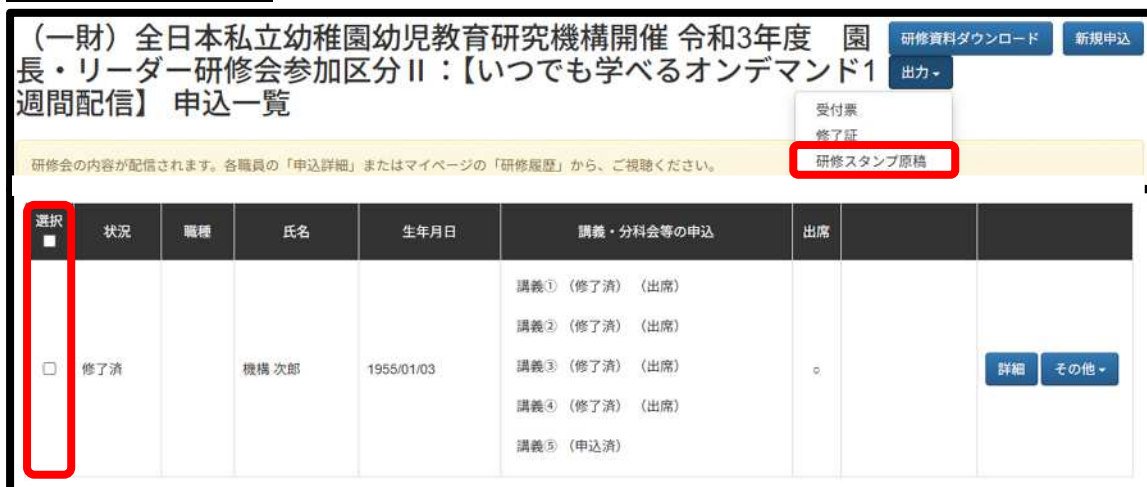 （一財）全日本私立幼稚園幼児教育研究機構開催 令和3年度　園
長・リーダー研修会参加区分Ⅱ：【いつでも学べるオンデマンド1
週間配信】 申込一覧
研修資料ダウンロード
新規申込
出力
受付票
修了証
研修スタンプ原稿
研修会の内容が配信されます。各職員の「申込詳細」またはマイページの「研修履歴」から、ご視聴ください。
選択 状況 職種 氏名 生年月日 講義・分科会等の申込 出席
講義①（修了済）（出席）
講義②（修了済）（出席）
修了済 機構 次郎 1955/01/03 講義③（修了済）（出席） ○ 詳細 その他
講義④（修了済）（出席）
講義⑤（申込済）